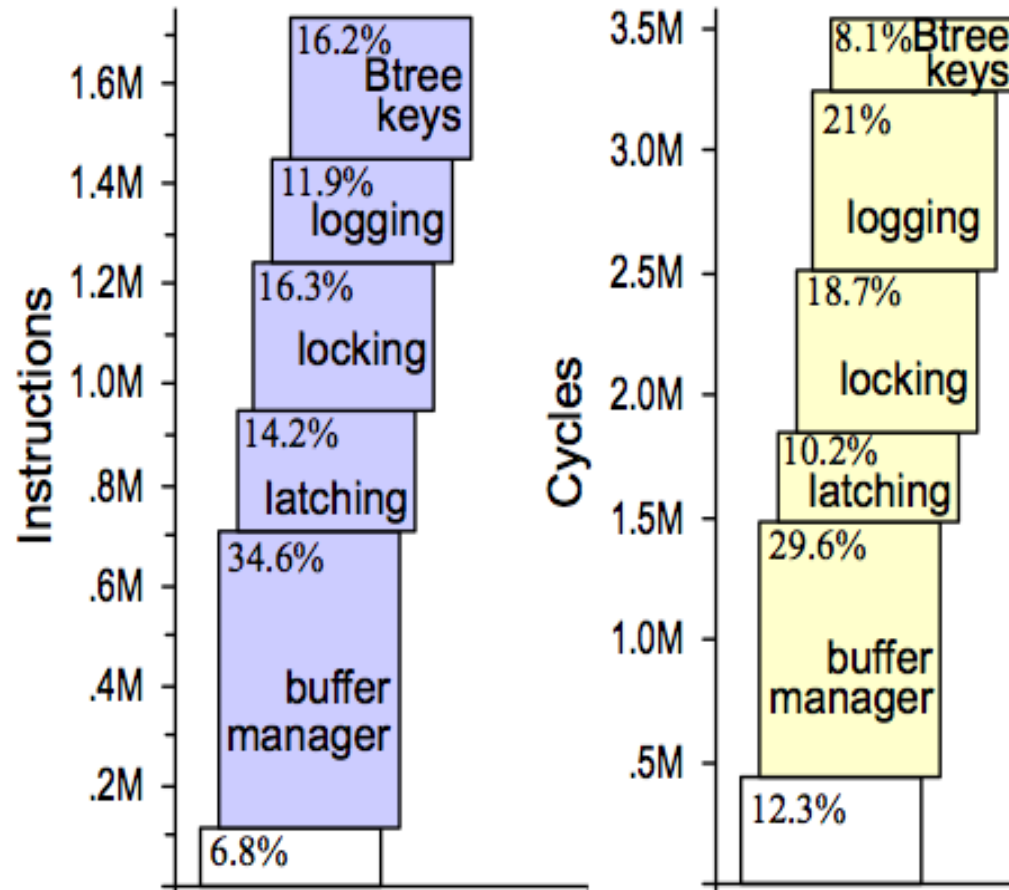 Instructions
1.6M
1.4M
1.2M
1.0M
.8M
.6M
.4M
.2M
16.2%
Btree
keys
11.9%
logging
16.3%
locking
14.2%
latching
34.6%
buffer
manager
6.8%
Cycles
3.5M
3.0M
2.5M
2.0M
1.5M
1.0M
.5M
8.1% Btree
keys
21%
logging
18.7%
locking
10.2%
latching
29.6%
buffer
manager
12.3%